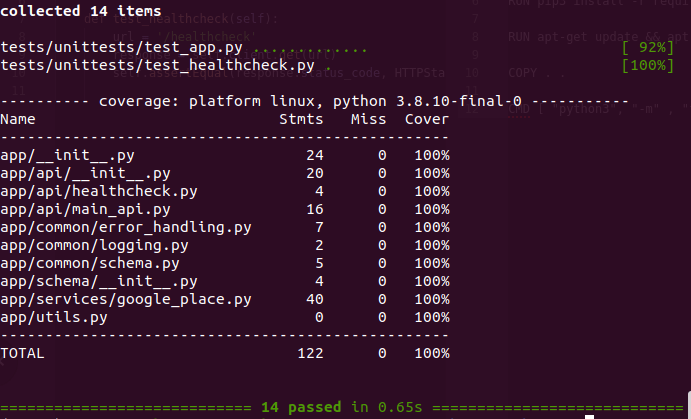 collected 14 items
tests/unittests/test_app.py ............. [ 92%]
tests/unittests/test_healthcheck.py . [100%]
---------- coverage: platform linux, python 3.8.10-final-0 -----------
Name Stmts Miss Cover
--------------------------------------------------
app/__init__.py 24 0 100%
app/api/__init__.py 20 0 100%
app/api/healthcheck.py 4 0 100%
app/api/main_api.py 16 0 100%
app/common/error_handling.py 7 0 100%
app/common/logging.py 2 0 100%
app/common/schema.py 5 0 100%
app/schema/__init__.py 4 0 100%
app/services/google_place.py 40 0 100%
app/utils.py 0 0 100%
--------------------------------------------------
TOTAL 122 0 100%
============================ 14 passed in 0.65s ============================